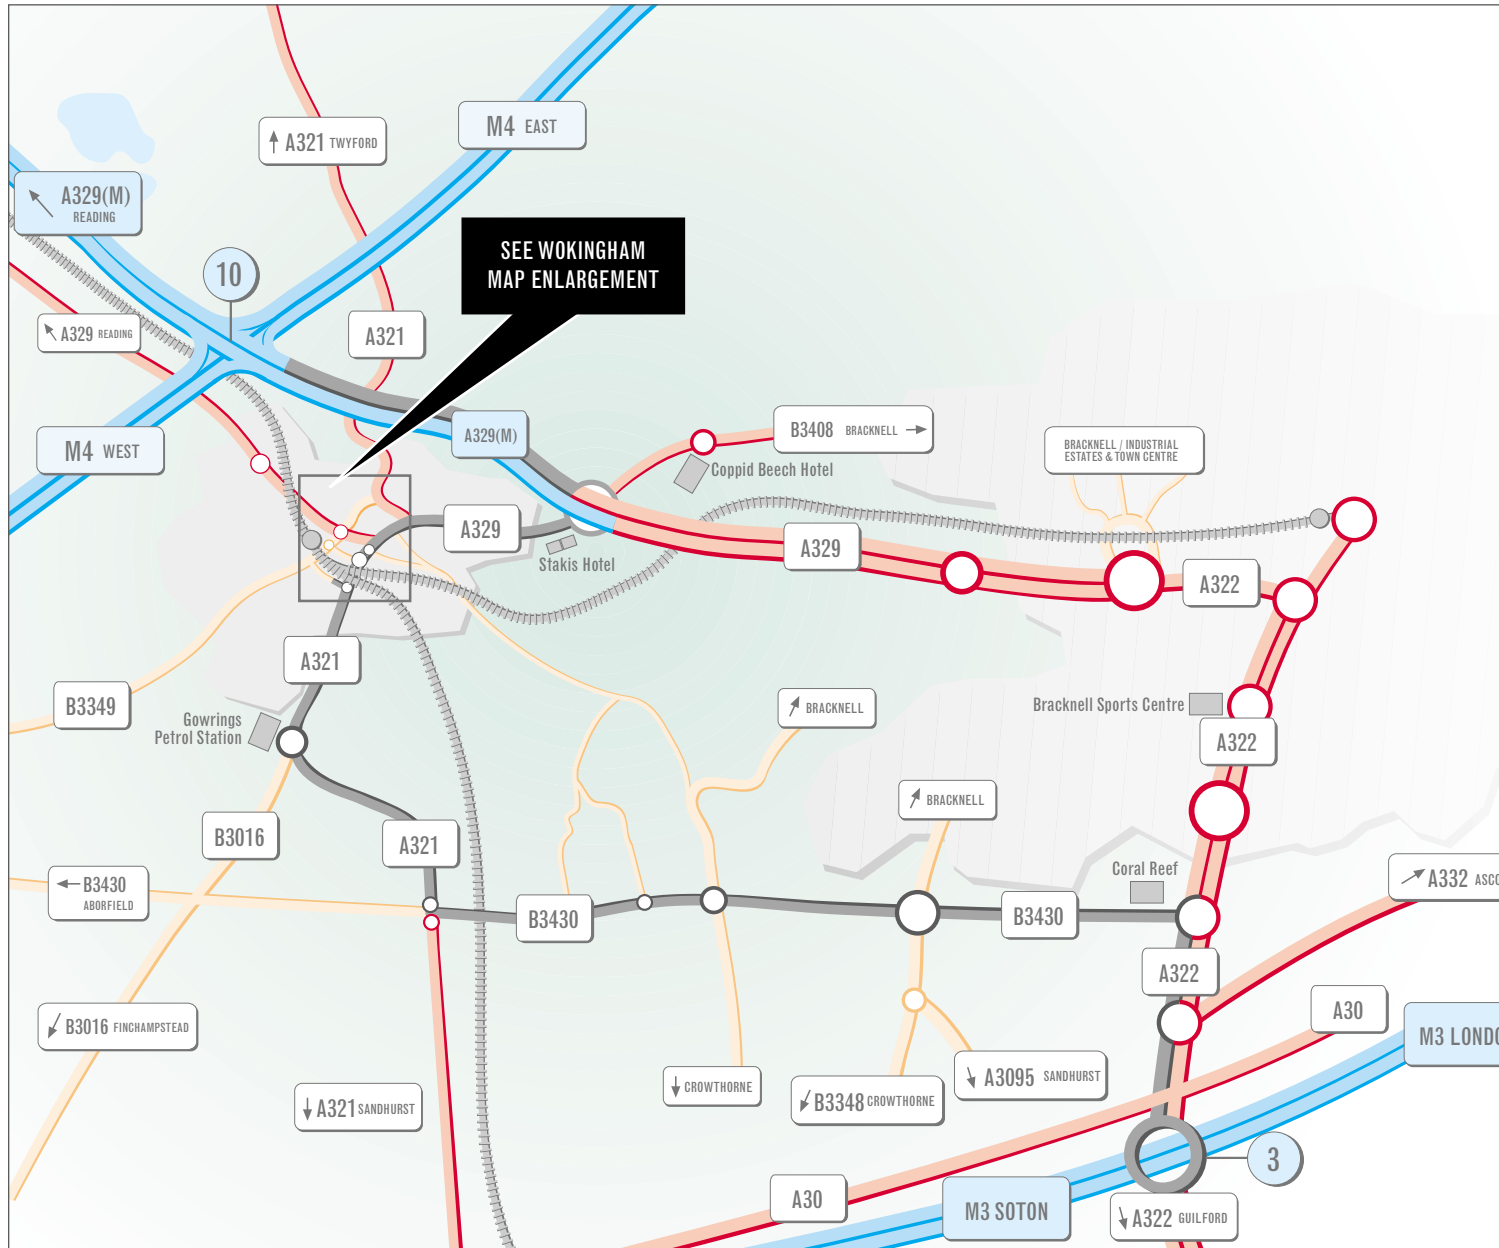 M4 EAST
A321 TWYFORD
A329(M)
READING
SEE WOKINGHAM
MAP ENLARGEMENT
10
A329 READING
A321
M4 WEST
A329(M)
B3408 BRACKNELL
BRACKNELL / INDUSTRIAL
ESTATES & TOWN CENTRE
Coppid Beech Hotel
A329
Stakis Hotel
A329
A322
A321
B3349
Gowrings
Petrol Station
BRACKNELL
Bracknell Sports Centre
A322
BRACKNELL
B3016
A321
Coral Reef
B3430
ABORFIELD
A332
B3430
B3430
A322
A30
B3016 FINCHAMPSTEAD
M3
A321 SANDHURST
CROWTHORNE
B3348 CROWTHORNE
A3095 SANDHURST
3
A30
M3 SOTON
A322 GUILFORD